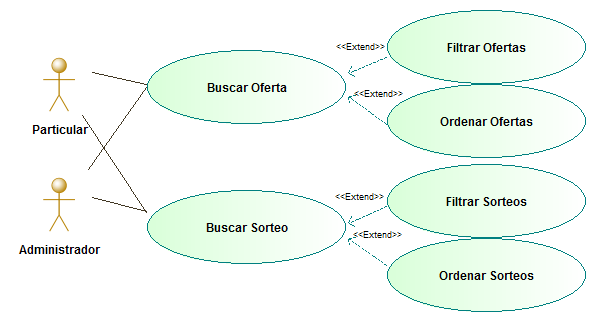 <<Extend>>
Filtrar Ofertas
Buscar Oferta
<<Extend>>
Ordenar Ofertas
Particular
<<Extend>>
Filtrar Sorteos
Buscar Sorteo
<<Extend>>
Ordenar Sorteos
Administrador